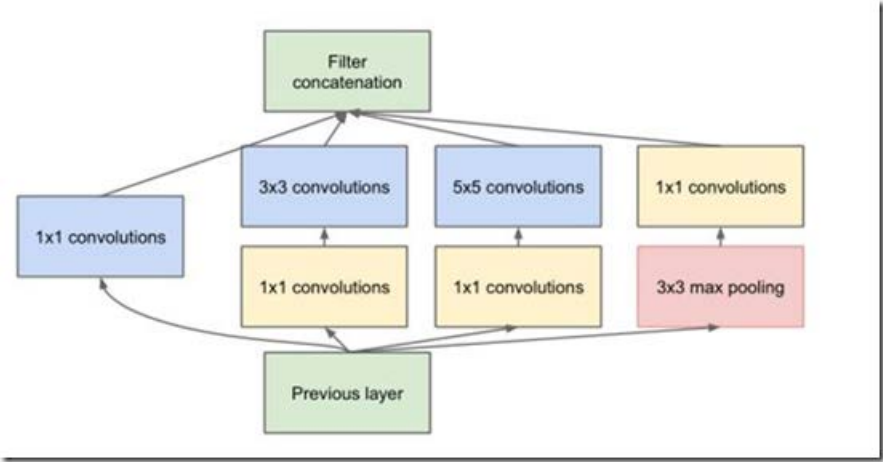 Filter
concatenation
3x3 convolutions
5x5 convolutions
1x1 convolutions
1x1 convolutions
1x1 convolutions
1x1 convolutions
3x3 max pooling
Previous layer